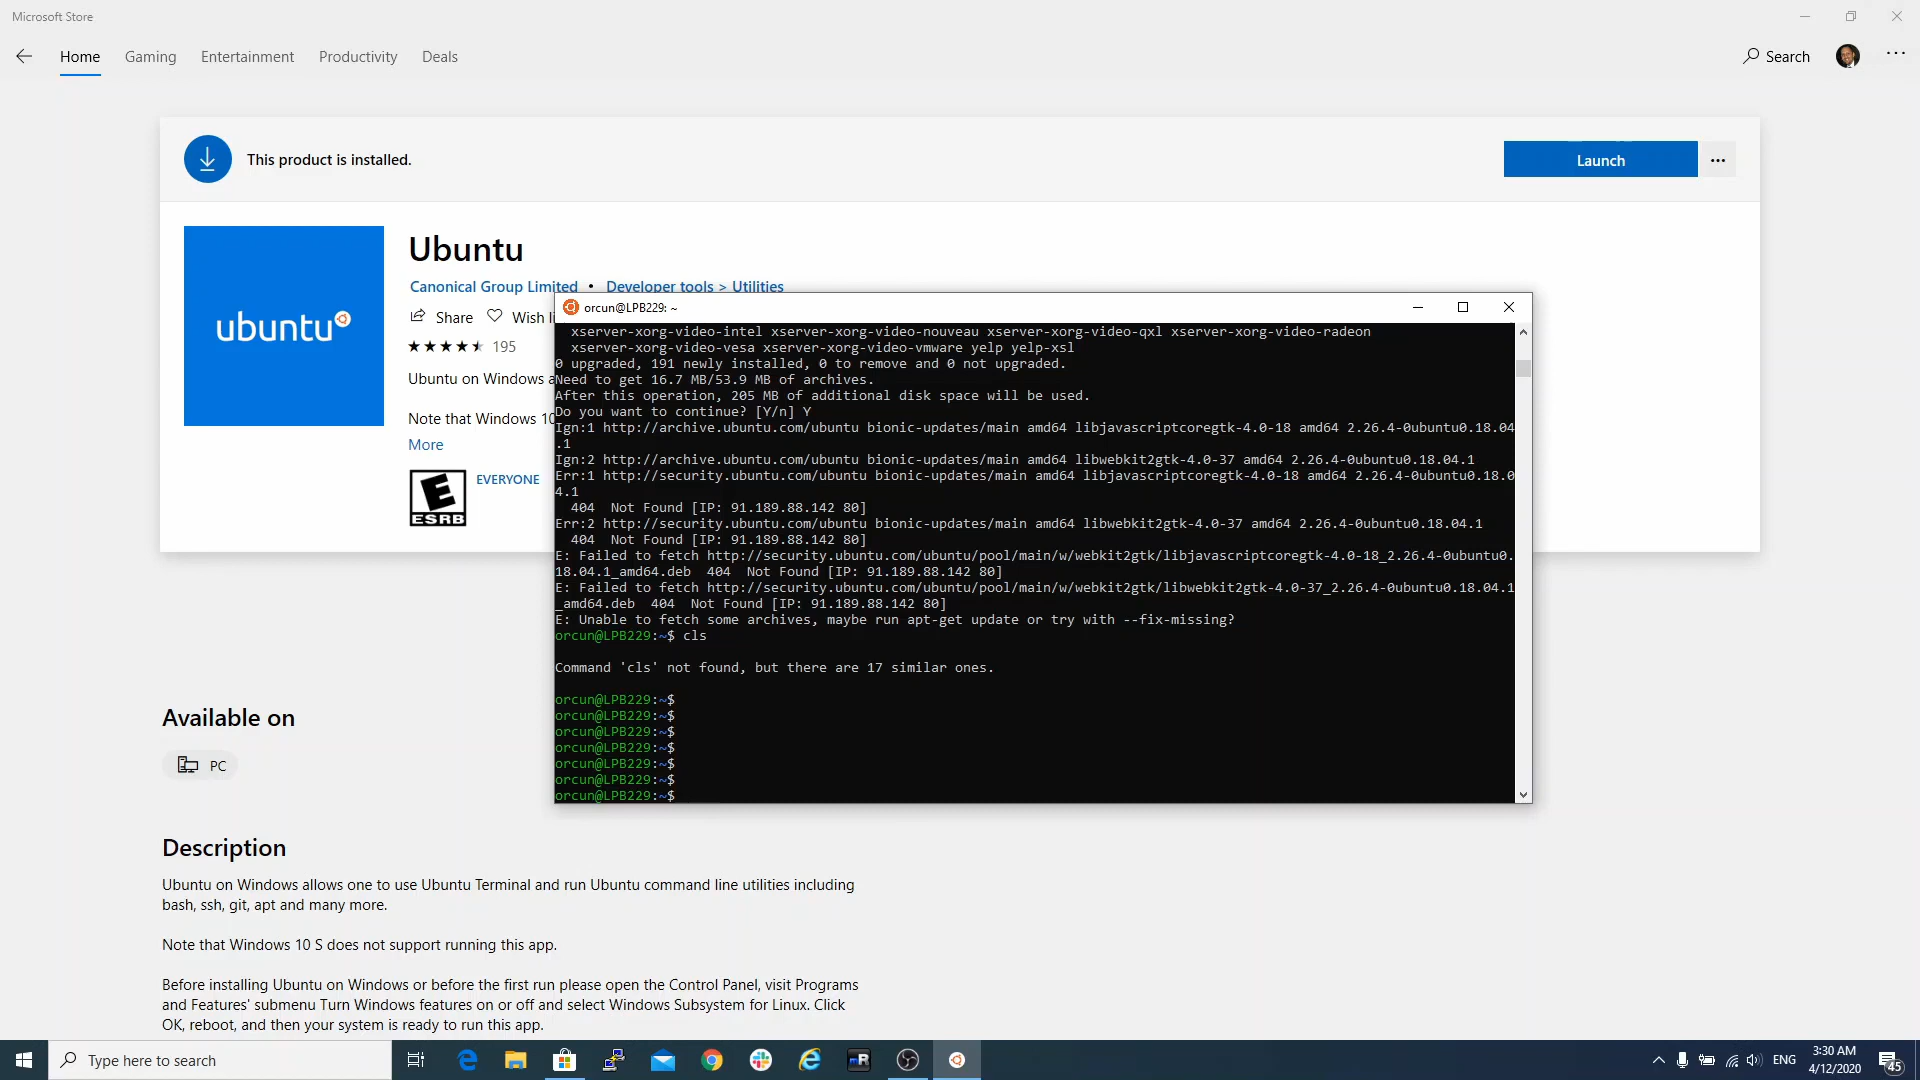 Microsoft Store
Home
Gaming
Entertainment
Productivity
Deals
Search
This product is installed.
Launch
ubuntu
Ubuntu
Canonical Group Limited • Developer tools > Utilities
Share
Wish li
195
Ubuntu on Windows a
Note that Windows 10
More
E
ESRB
EVERYONE
orcun@LPB229: ~
xserver-xorg-video-intel xserver-xorg-video-nouveau xserver-xorg-video-qxl xserver-xorg-video-radeon
xserver-xorg-video-vesa xserver-xorg-video-vmware yelp yelp-xsl
0 upgraded, 191 newly installed, 0 to remove and 0 not upgraded.
Need to get 16.7 MB/53.9 MB of archives.
After this operation, 205 MB of additional disk space will be used.
Do you want to continue? [Y/n] Y
Ign:1 http://archive.ubuntu.com/ubuntu bionic-updates/main amd64 libjavascriptcoregtk-4.0-18 amd64 2.26.4-0ubuntu0.18.04
.1
Ign:2 http://archive.ubuntu.com/ubuntu bionic-updates/main amd64 libwebkit2gtk-4.0-37 amd64 2.26.4-0ubuntu0.18.04.1
Err:1 http://security.ubuntu.com/ubuntu bionic-updates/main amd64 libjavascriptcoregtk-4.0-18 amd64 2.26.4-0ubuntu0.18.0
4.1
404  Not Found [IP: 91.189.88.142 80]
Err:2 http://security.ubuntu.com/ubuntu bionic-updates/main amd64 libwebkit2gtk-4.0-37 amd64 2.26.4-0ubuntu0.18.04.1
404  Not Found [IP: 91.189.88.142 80]
E: Failed to fetch http://security.ubuntu.com/ubuntu/pool/main/w/webkit2gtk/libjavascriptcoregtk-4.0-18_2.26.4-0ubuntu0.
18.04.1_amd64.deb  404  Not Found [IP: 91.189.88.142 80]
E: Failed to fetch http://security.ubuntu.com/ubuntu/pool/main/w/webkit2gtk/libwebkit2gtk-4.0-37_2.26.4-0ubuntu0.18.04.1
_amd64.deb  404  Not Found [IP: 91.189.88.142 80]
E: Unable to fetch some archives, maybe run apt-get update or try with --fix-missing?
orcun@LPB229:~$ cls
Command 'cls' not found, but there are 17 similar ones.
orcun@LPB229:~$
orcun@LPB229:~$
orcun@LPB229:~$
orcun@LPB229:~$
orcun@LPB229:~$
orcun@LPB229:~$
orcun@LPB229:~$
Available on
PC
Description
Ubuntu on Windows allows one to use Ubuntu Terminal and run Ubuntu command line utilities including
bash, ssh, git, apt and many more.
Note that Windows 10 S does not support running this app.
Before installing Ubuntu on Windows or before the first run please open the Control Panel, visit Programs
and Features' submenu Turn Windows features on or off and select Windows Subsystem for Linux. Click
OK, reboot, and then your system is ready to run this app.
Type here to search
ENG
3:30 AM
4/12/2020
45